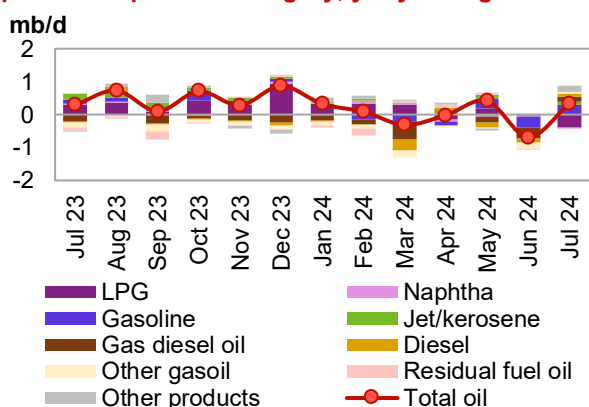 mb/d
2
1
0
-1
-2
Jul 23
Aug 23
Sep 23
Oct 23
Nov 23
Dec 23
Jan 24
Feb 24
Mar 24
Apr 24
May 24
Jun 24
Jul 24
LPG
Naphtha
Gasoline
Jet/kerosene
Gas diesel oil
Diesel
Other gasoil
Residual fuel oil
Other products
Total oil